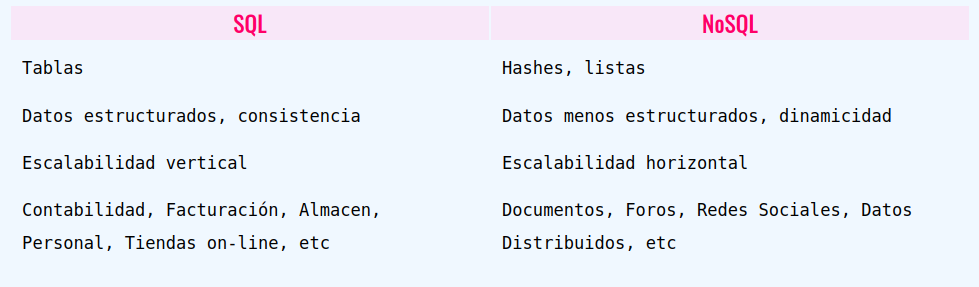 SQL
NoSQL
Tablas
Hashes, listas
Datos estructurados, consistencia
Datos menos estructurados, dinamicidad
Escalabilidad vertical
Escalabilidad horizontal
Contabilidad, Facturación, Almacen,
Personal, Tiendas on-line, etc
Documentos, Foros, Redes Sociales, Datos
Distribuidos, etc